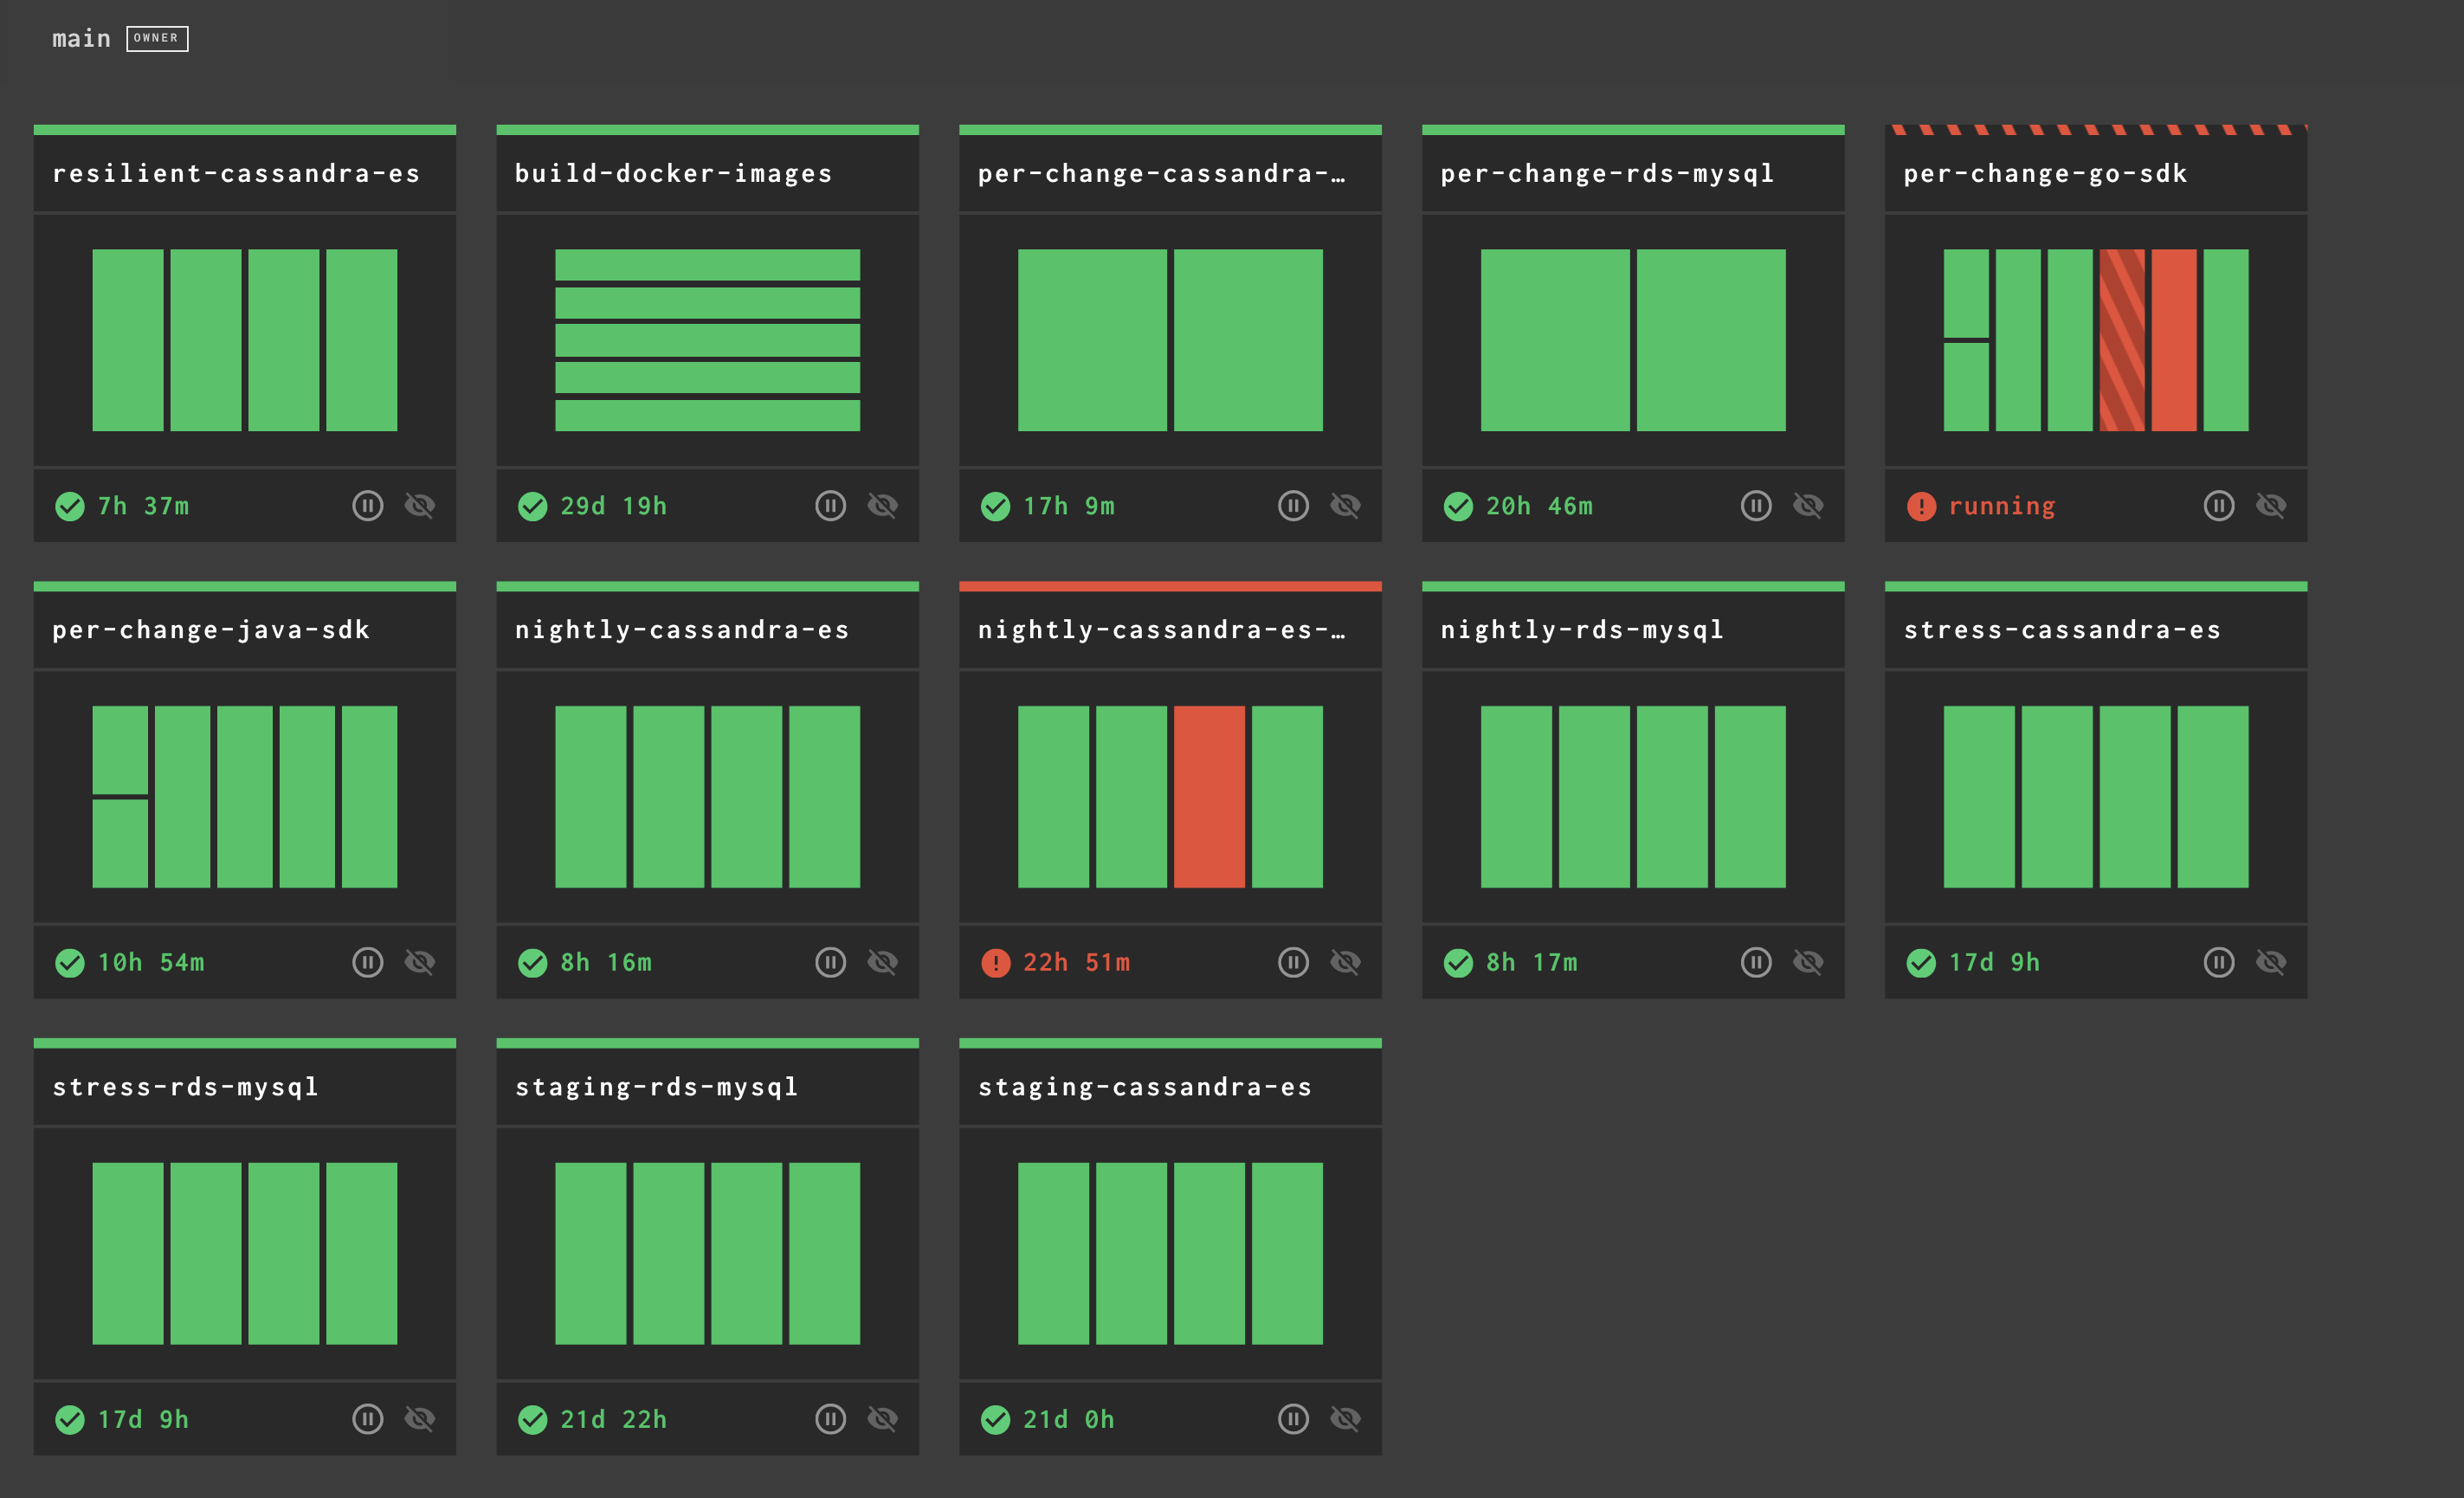 main OWNER
resilient-cassandra-es
build-docker-images
per-change-cassandra-…
per-change-rds-mysql
per-change-go-sdk
7h 37m
29d 19h
17h 9m
20h 46m
running
per-change-java-sdk
nightly-cassandra-es
nightly-cassandra-es-…
nightly-rds-mysql
stress-cassandra-es
10h 54m
8h 16m
22h 51m
8h 17m
17d 9h
stress-rds-mysql
staging-rds-mysql
staging-cassandra-es
17d 9h
21d 22h
21d 0h